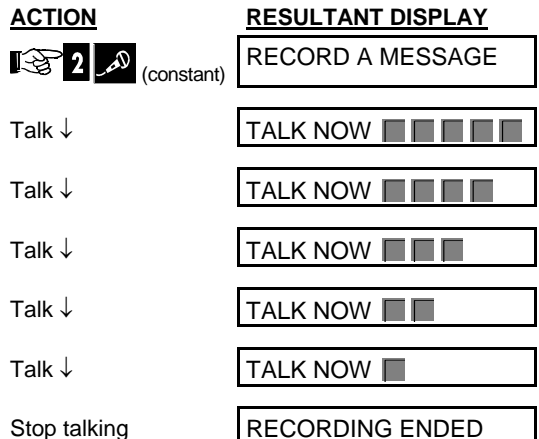 ACTION RESULTANT DISPLAY
2 (constant) RECORD A MESSAGE
Talk ↓ TALK NOW
Talk ↓ TALK NOW
Talk ↓ TALK NOW
Talk ↓ TALK NOW
Talk ↓ TALK NOW
Stop talking RECORDING ENDED